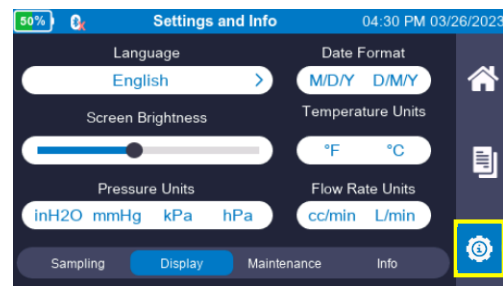 50% Settings and Info 04:30 PM 03/26/2023
Language Date Format
English > M/D/Y D/M/Y
Screen Brightness Temperature Units
°F °C
Pressure Units Flow Rate Units
inH2O mmHg kPa hPa cc/min L/min
Sampling Display Maintenance Info